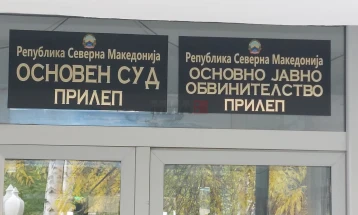 Република Северна Македонија
ОСНОВЕН СУД
ПРИЛЕП
Република Северна Македонија
ОСНОВНО ЈАВНО
ОБВИНИТЕЛСТВО
ПРИЛЕП